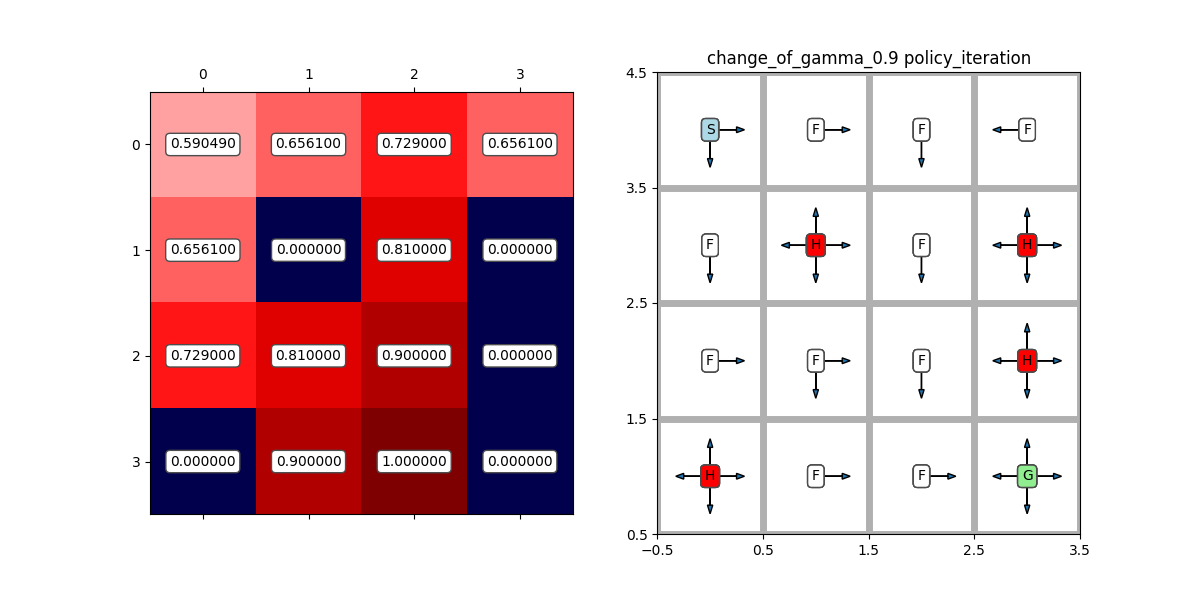 change_of_gamma_0.9 policy_iteration
0 1 2 3
0 0.590490 0.656100 0.729000 0.656100
1 0.656100 0.000000 0.810000 0.000000
2 0.729000 0.810000 0.900000 0.000000
3 0.000000 0.900000 1.000000 0.000000
4.5
S F F F
3.5
F H F H
2.5
F F F H
1.5
H F F G
0.5
−0.5 0.5 1.5 2.5 3.5